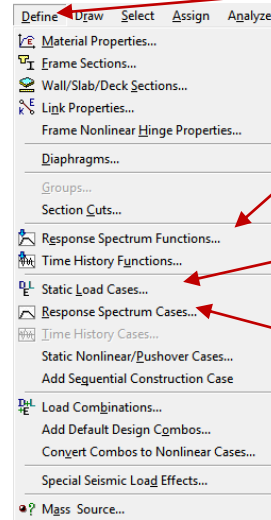 Define Draw Select Assign Analyze
Material Properties...
Frame Sections...
Wall/Slab/Deck Sections...
Link Properties...
Frame Nonlinear Hinge Properties...
Diaphragms...
Groups...
Section Cuts...
Response Spectrum Functions...
Time History Functions...
Static Load Cases...
Response Spectrum Cases...
Time History Cases...
Static Nonlinear/Pushover Cases...
Add Sequential Construction Case
Load Combinations...
Add Default Design Combos...
Convert Combos to Nonlinear Cases...
Special Seismic Load Effects...
Mass Source...